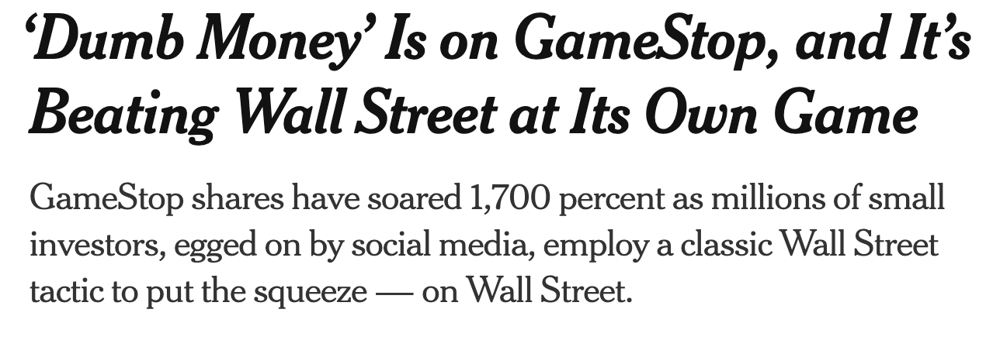 ‘Dumb Money’ Is on GameStop, and It’s
Beating Wall Street at Its Own Game
GameStop shares have soared 1,700 percent as millions of small
investors, egged on by social media, employ a classic Wall Street
tactic to put the squeeze — on Wall Street.